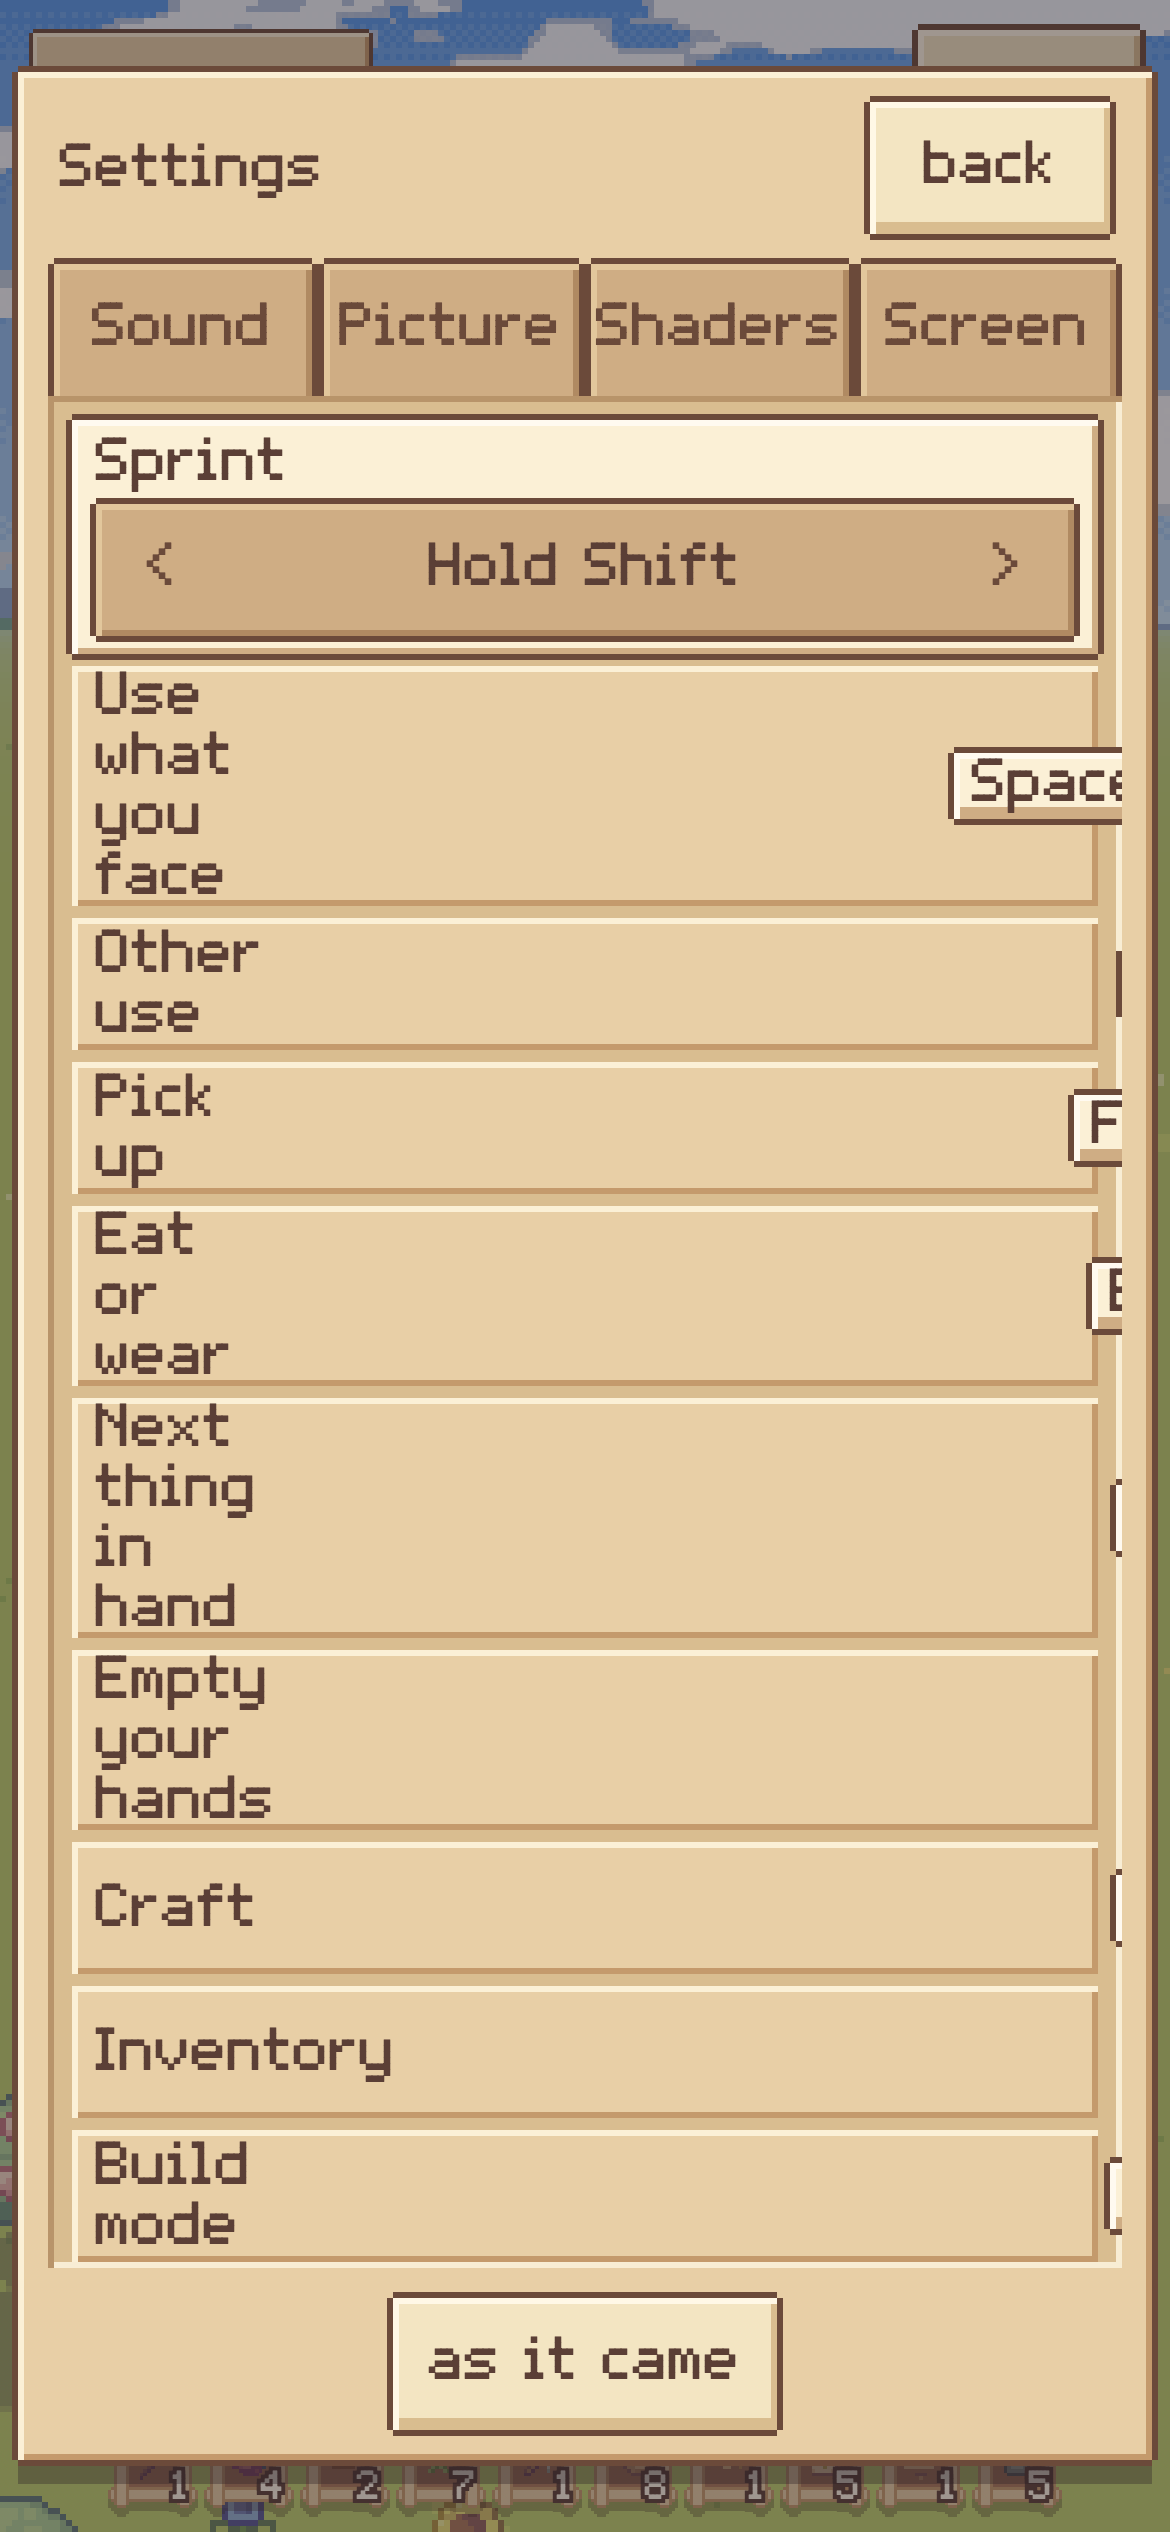 Settings
back
Sound
Picture
Shaders
Screen
Sprint
< Hold Shift >
Use
what
you
face
Space
Other
use
Pick
up
F
Eat
or
wear
E
Next
thing
in
hand
Empty
your
hands
Craft
Inventory
Build
mode
as it came
1 4 2 7 1 8 1 5 1 5